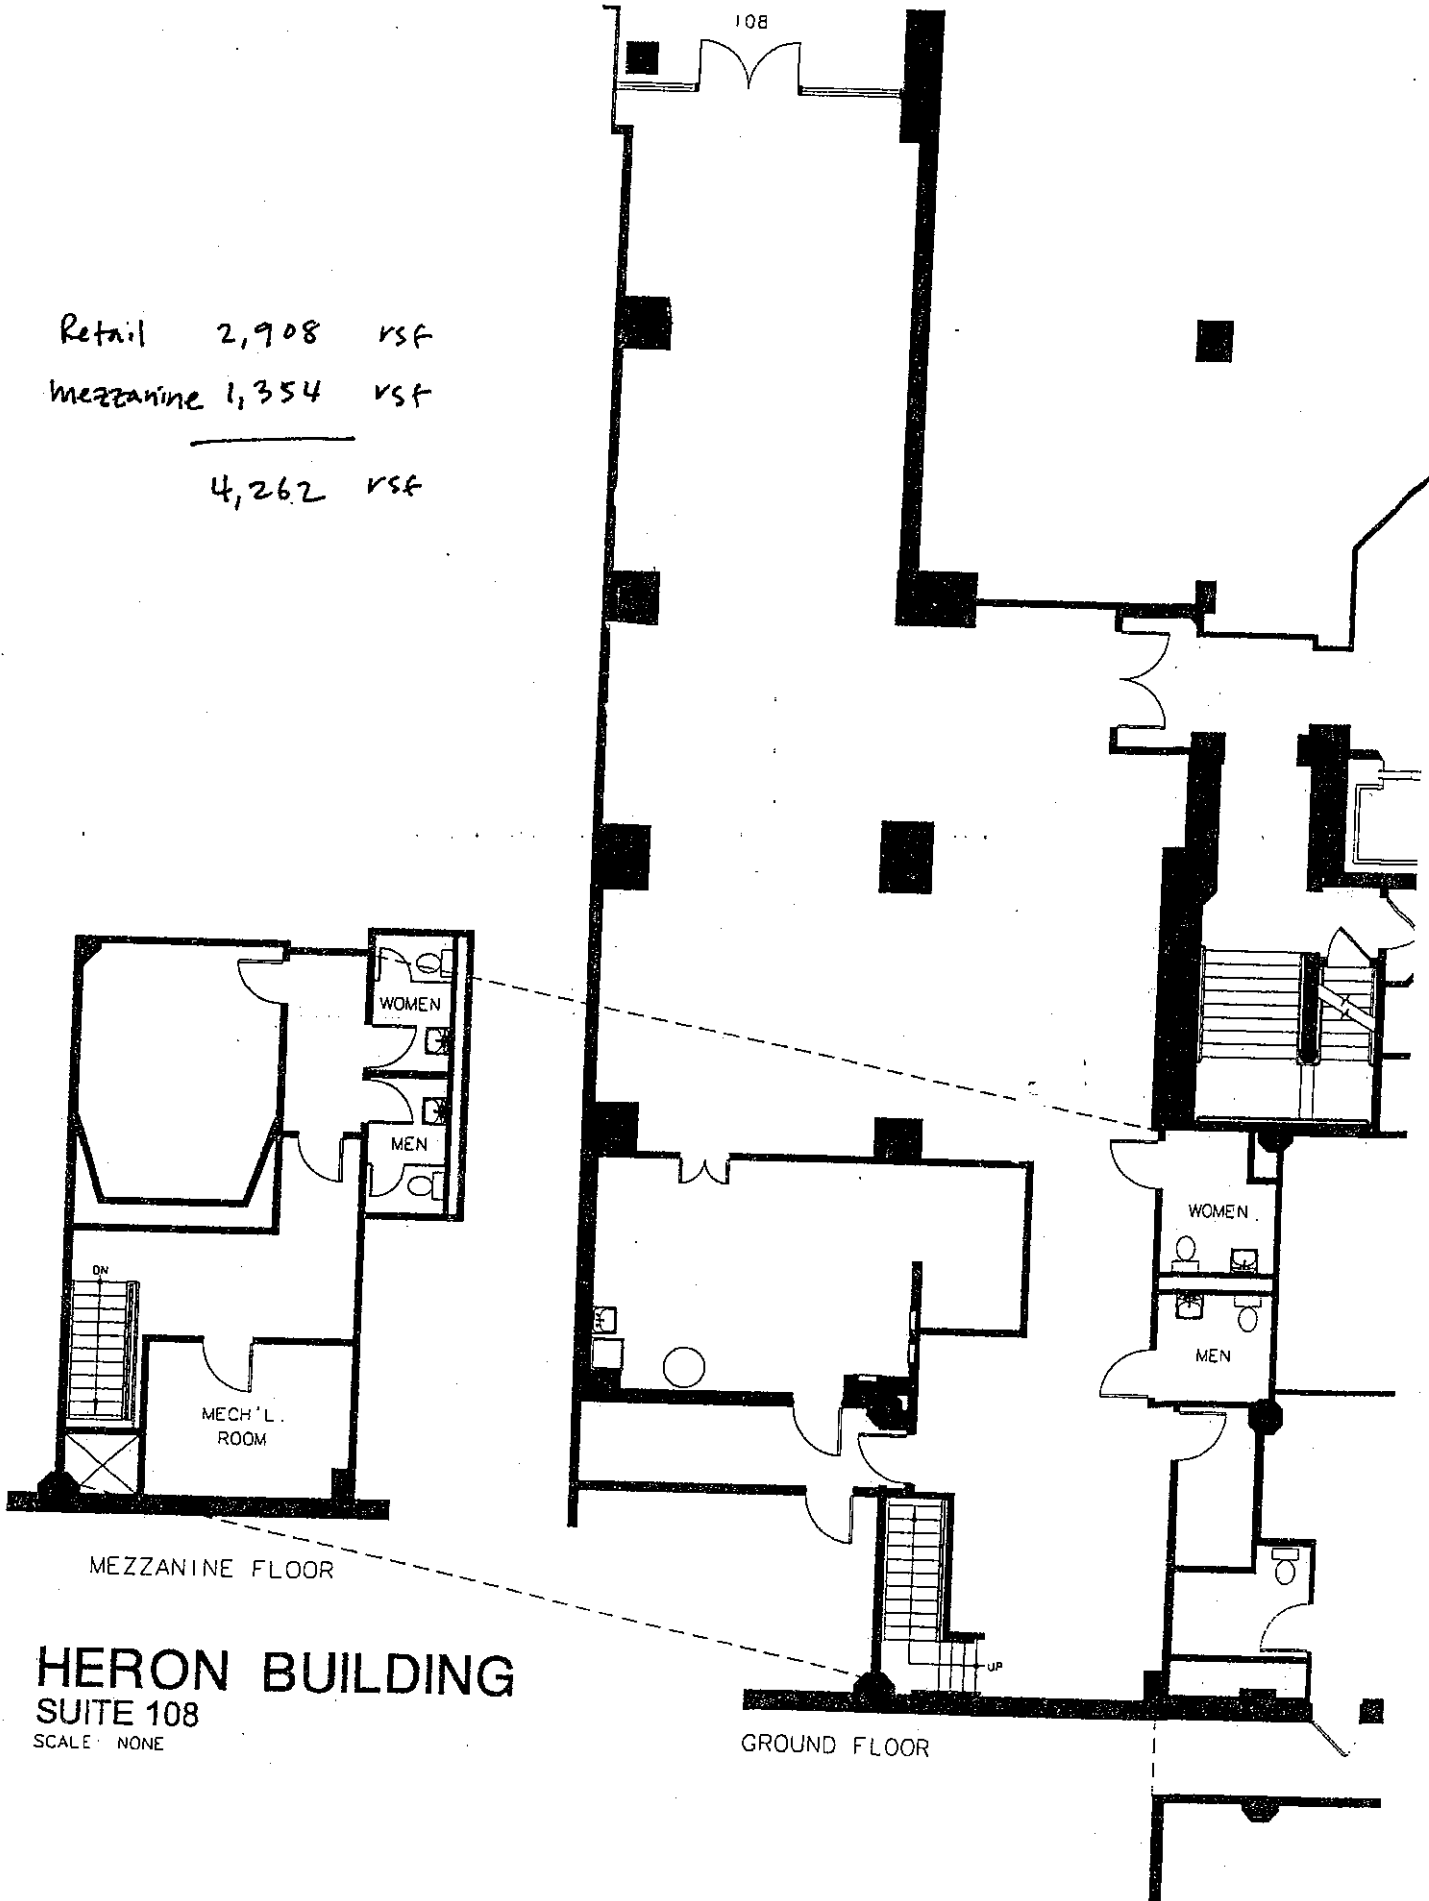 108
Retail 2,908 rsf
Mezzanine 1,354 rsf
4,262 rsf
WOMEN
MEN
DN
MECH'L.
ROOM
MEZZANINE FLOOR
WOMEN
MEN
UP
GROUND FLOOR
HERON BUILDING
SUITE 108
SCALE: NONE